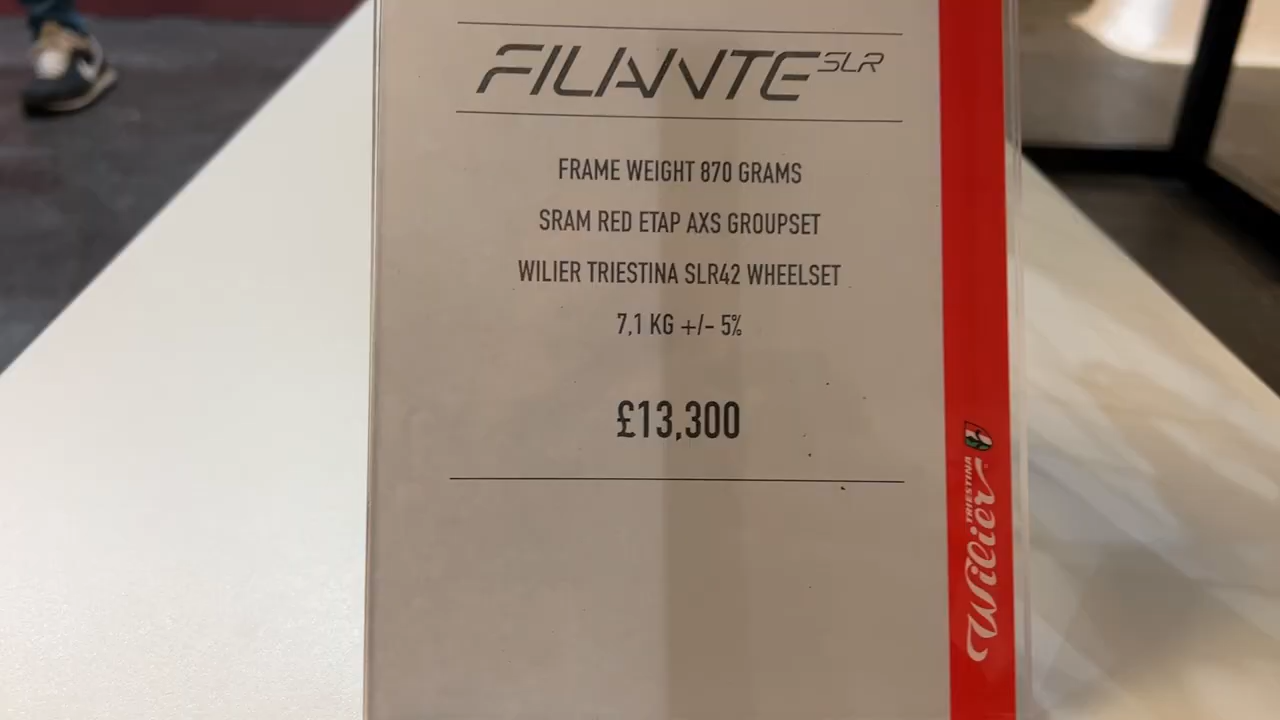 FILANTE SLR
FRAME WEIGHT 870 GRAMS
SRAM RED ETAP AXS GROUPSET
WILIER TRIESTINA SLR42 WHEELSET
7,1 KG +/- 5%
£13,300
Wilier
TRIESTINA